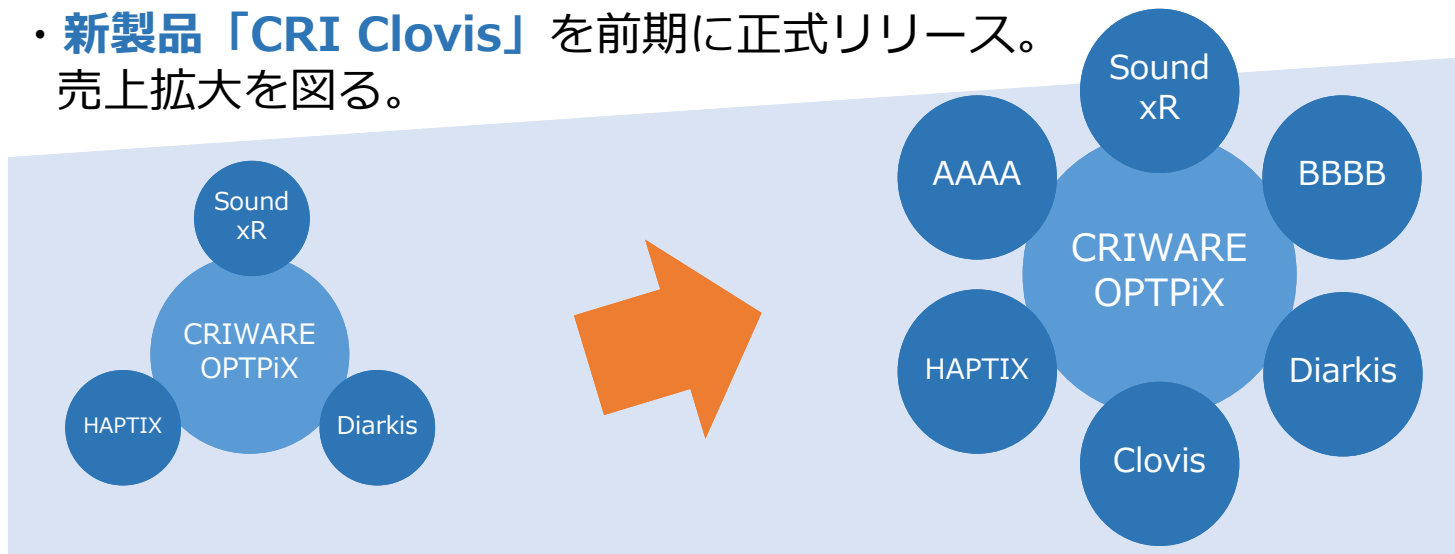 ・新製品「CRI Clovis」を前期に正式リリース。
売上拡大を図る。
Sound
xR
CRIWARE
OPTPiX
HAPTIX
Diarkis
Sound
xR
AAAA
BBBB
CRIWARE
OPTPiX
HAPTIX
Diarkis
Clovis